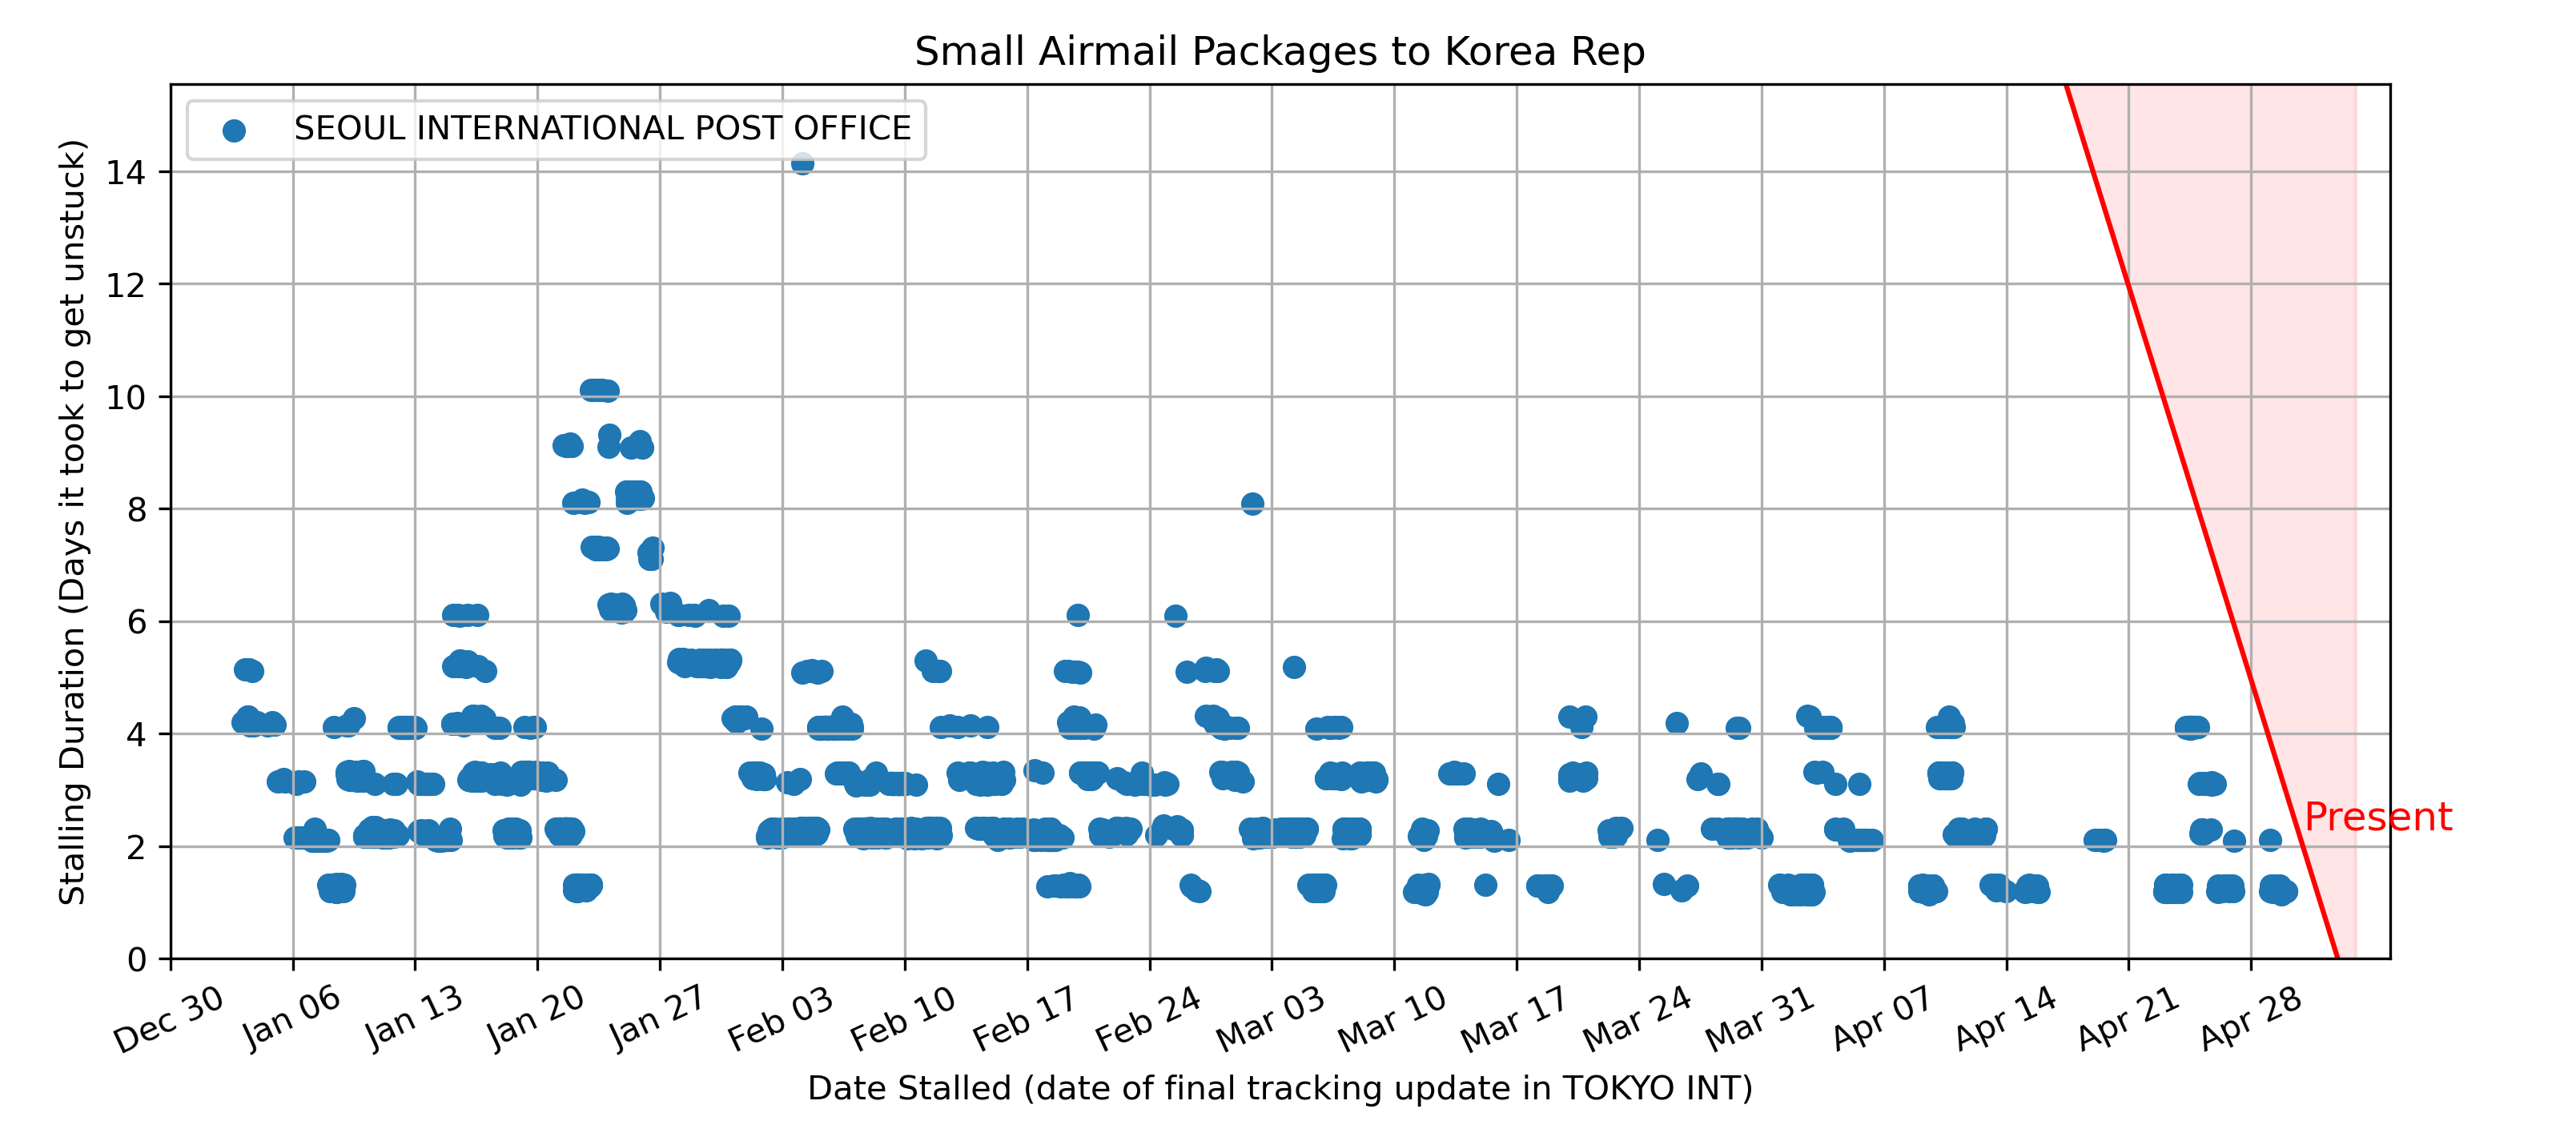 Small Airmail Packages to Korea Rep
SEOUL INTERNATIONAL POST OFFICE
Stalling Duration (Days it took to get unstuck)
14
12
10
8
6
4
2
0
Present
Dec 30
Jan 06
Jan 13
Jan 20
Jan 27
Feb 03
Feb 10
Feb 17
Feb 24
Mar 03
Mar 10
Mar 17
Mar 24
Mar 31
Apr 07
Apr 14
Apr 21
Apr 28
Date Stalled (date of final tracking update in TOKYO INT)